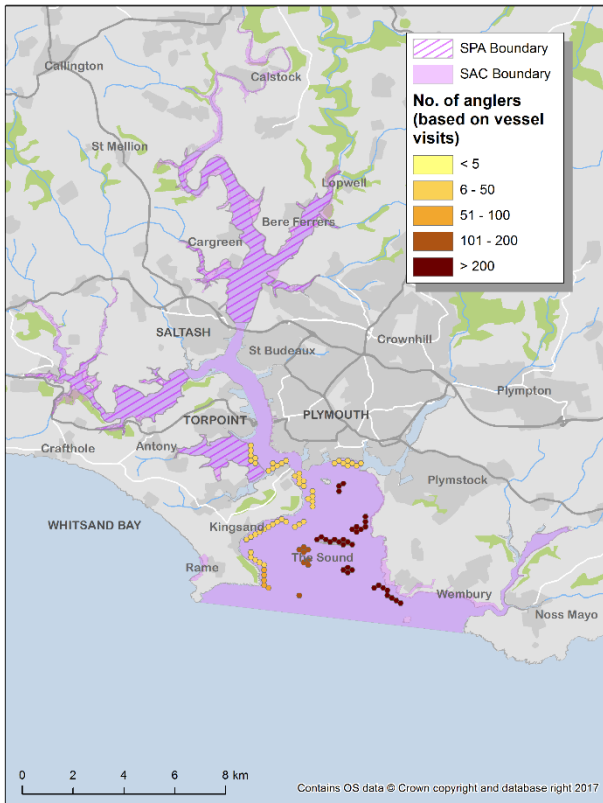 SPA Boundary
SAC Boundary
No. of anglers
(based on vessel
visits)
< 5
6 - 50
51 - 100
101 - 200
> 200
Callington
Calstock
St Mellion
Lopwell
Bere Ferrers
Cargreen
SALTASH
St Budeaux
Crownhill
Plympton
TORPOINT
PLYMOUTH
Crafthole
Antony
Plymstock
WHITSAND BAY
Kingsand
The Sound
Rame
Wembury
Noss Mayo
0 2 4 6 8 km
Contains OS data © Crown copyright and database right 2017